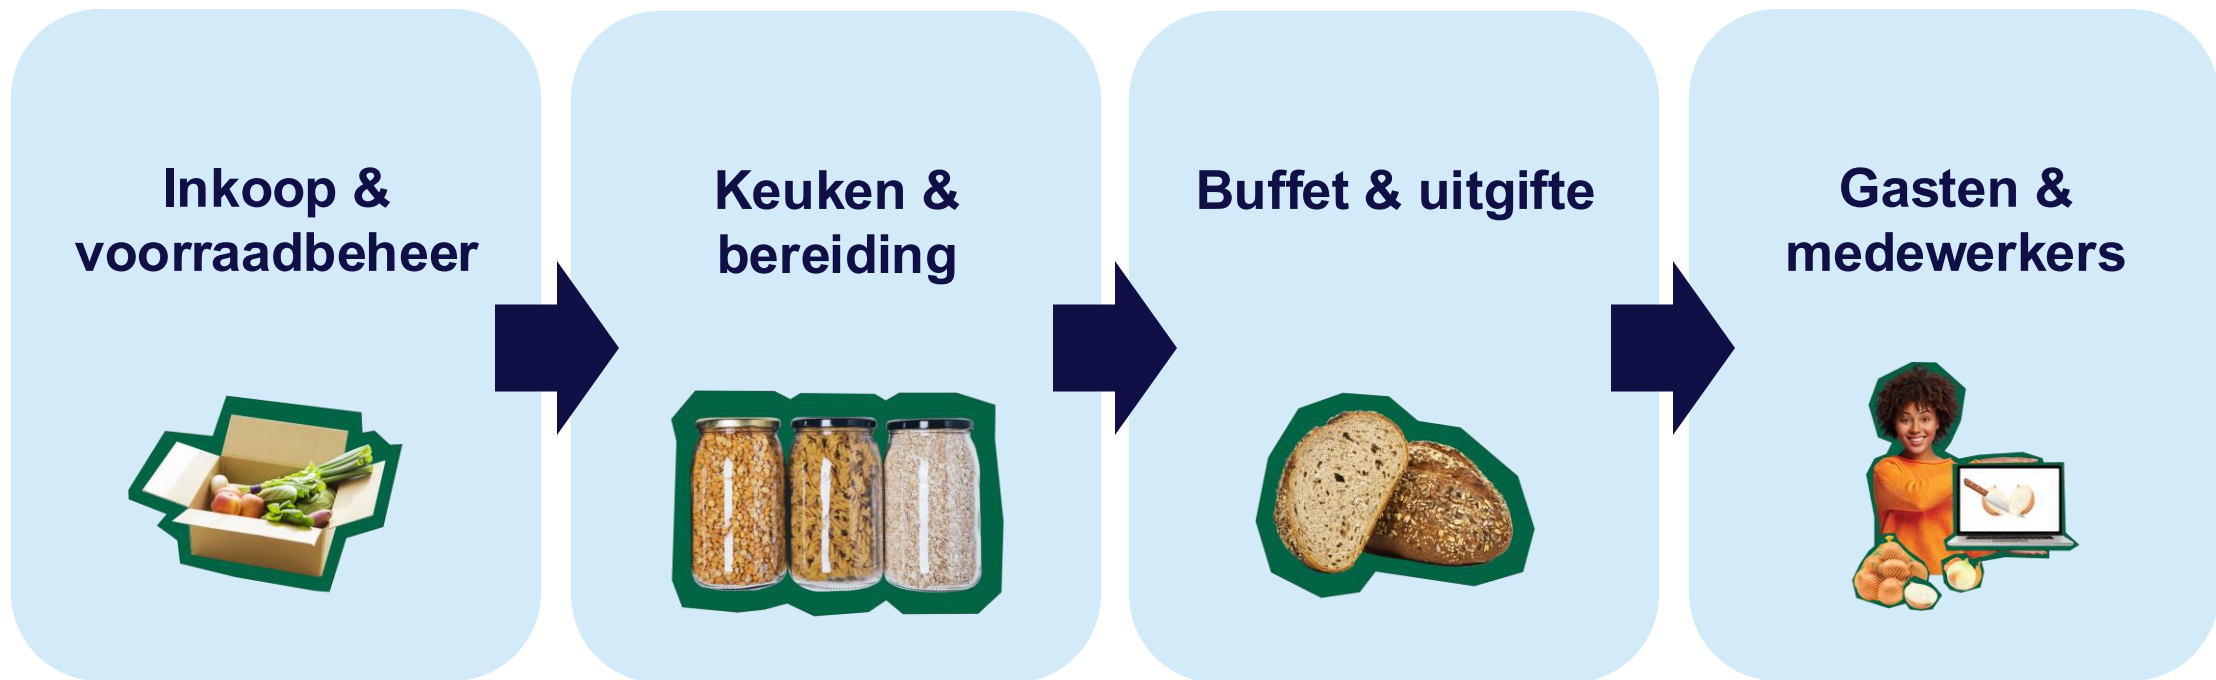 Inkoop &
voorraadbeheer
Keuken &
bereiding
Buffet & uitgifte
Gasten &
medewerkers